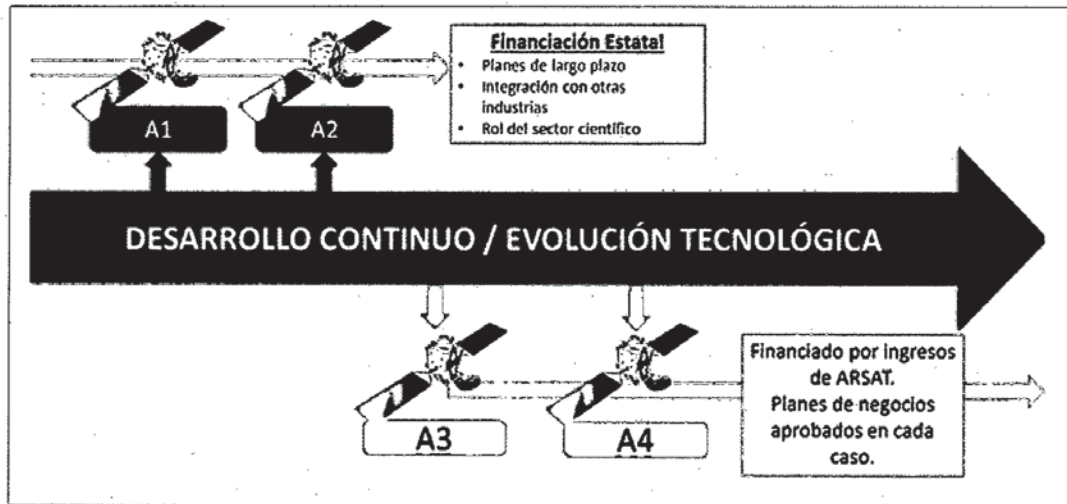 Financiación Estatal
• Planes de largo plazo
• Integración con otras
industrias
• Rol del sector científico
A1
A2
DESARROLLO CONTINUO / EVOLUCIÓN TECNOLÓGICA
A3
A4
Financiado por ingresos
de ARSAT.
Planes de negocios
aprobados en cada
caso.